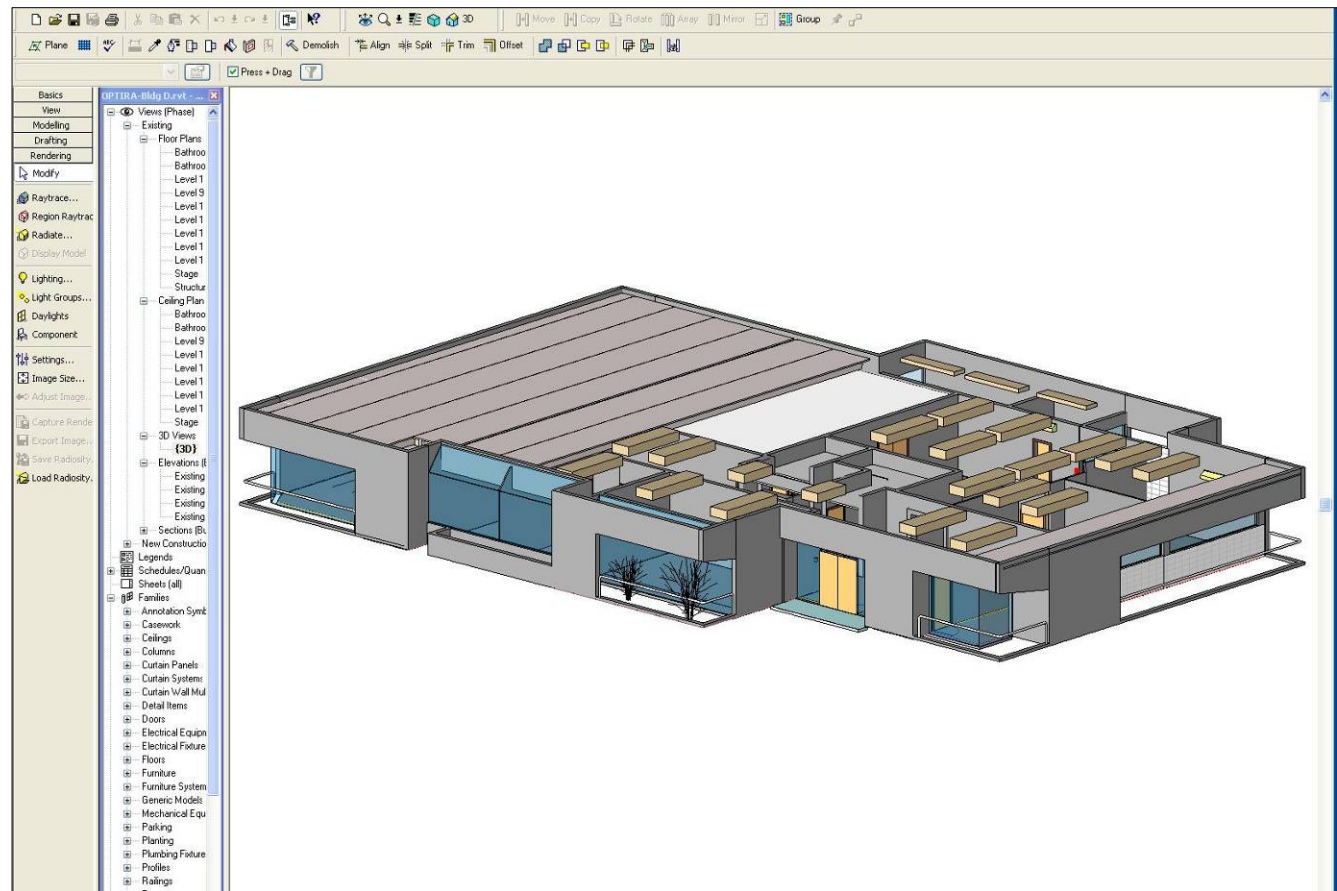 3D Move Copy Rotate Array Mirror Group
Plane Demolish Align Split Trim Offset
Press + Drag
Basics
View
Modelling
Drafting
Rendering
Modify
Raytrace...
Region Raytrac
Radiate...
Display Model
Lighting...
Light Groups...
Daylights
Component
Settings...
Image Size...
Adjust Image..
Capture Rende
Export Image..
Save Radiosity.
Load Radiosity.
OPTIRA-Bldg D.rvt - ...
Views (Phase)
Existing
Floor Plans
Bathroo
Bathroo
Level 1
Level 9
Level 1
Level 1
Level 1
Level 1
Level 1
Stage
Structur
Ceiling Plan
Bathroo
Bathroo
Level 9
Level 1
Level 1
Level 1
Level 1
Level 1
Stage
3D Views
{3D}
Elevations (E
Existing
Existing
Existing
Existing
Sections (Bu
New Constructio
Legends
Schedules/Quan
Sheets (all)
Families
Annotation Symb
Casework
Ceilings
Columns
Curtain Panels
Curtain Systems
Curtain Wall Mul
Detail Items
Doors
Electrical Equipn
Electrical Fixture
Floors
Furniture
Furniture System
Generic Models
Mechanical Equ
Parking
Planting
Plumbing Fixture
Profiles
Railings